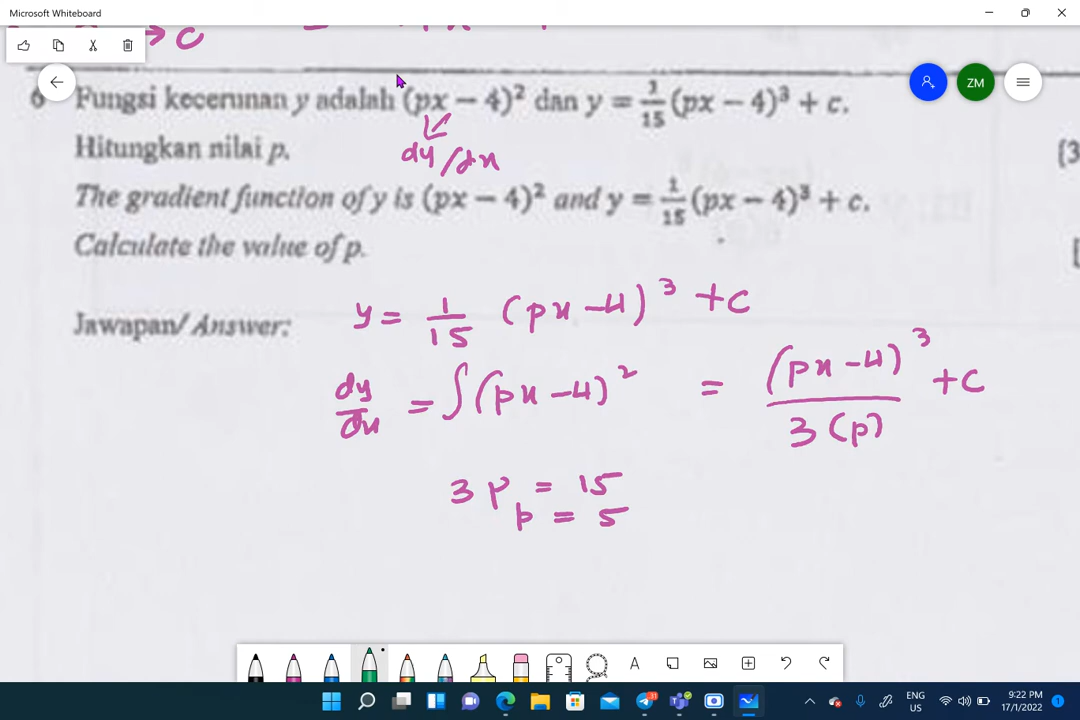 Microsoft Whiteboard
→ c
6 Fungsi kecerunan y adalah (px − 4)² dan y = 1/15 (px − 4)³ + c.
dy/dx
Hitungkan nilai p.
[3
The gradient function of y is (px − 4)² and y = 1/15 (px − 4)³ + c.
Calculate the value of p.
[
Jawapan/ Answer:
y = 1/15 (px − 4)³ + c
dy/dx = ∫(px − 4)² = (px − 4)³/3(p) + c
3p = 15
p = 5
ZM
A
31
ENG
US
9:22 PM
17/1/2022
1